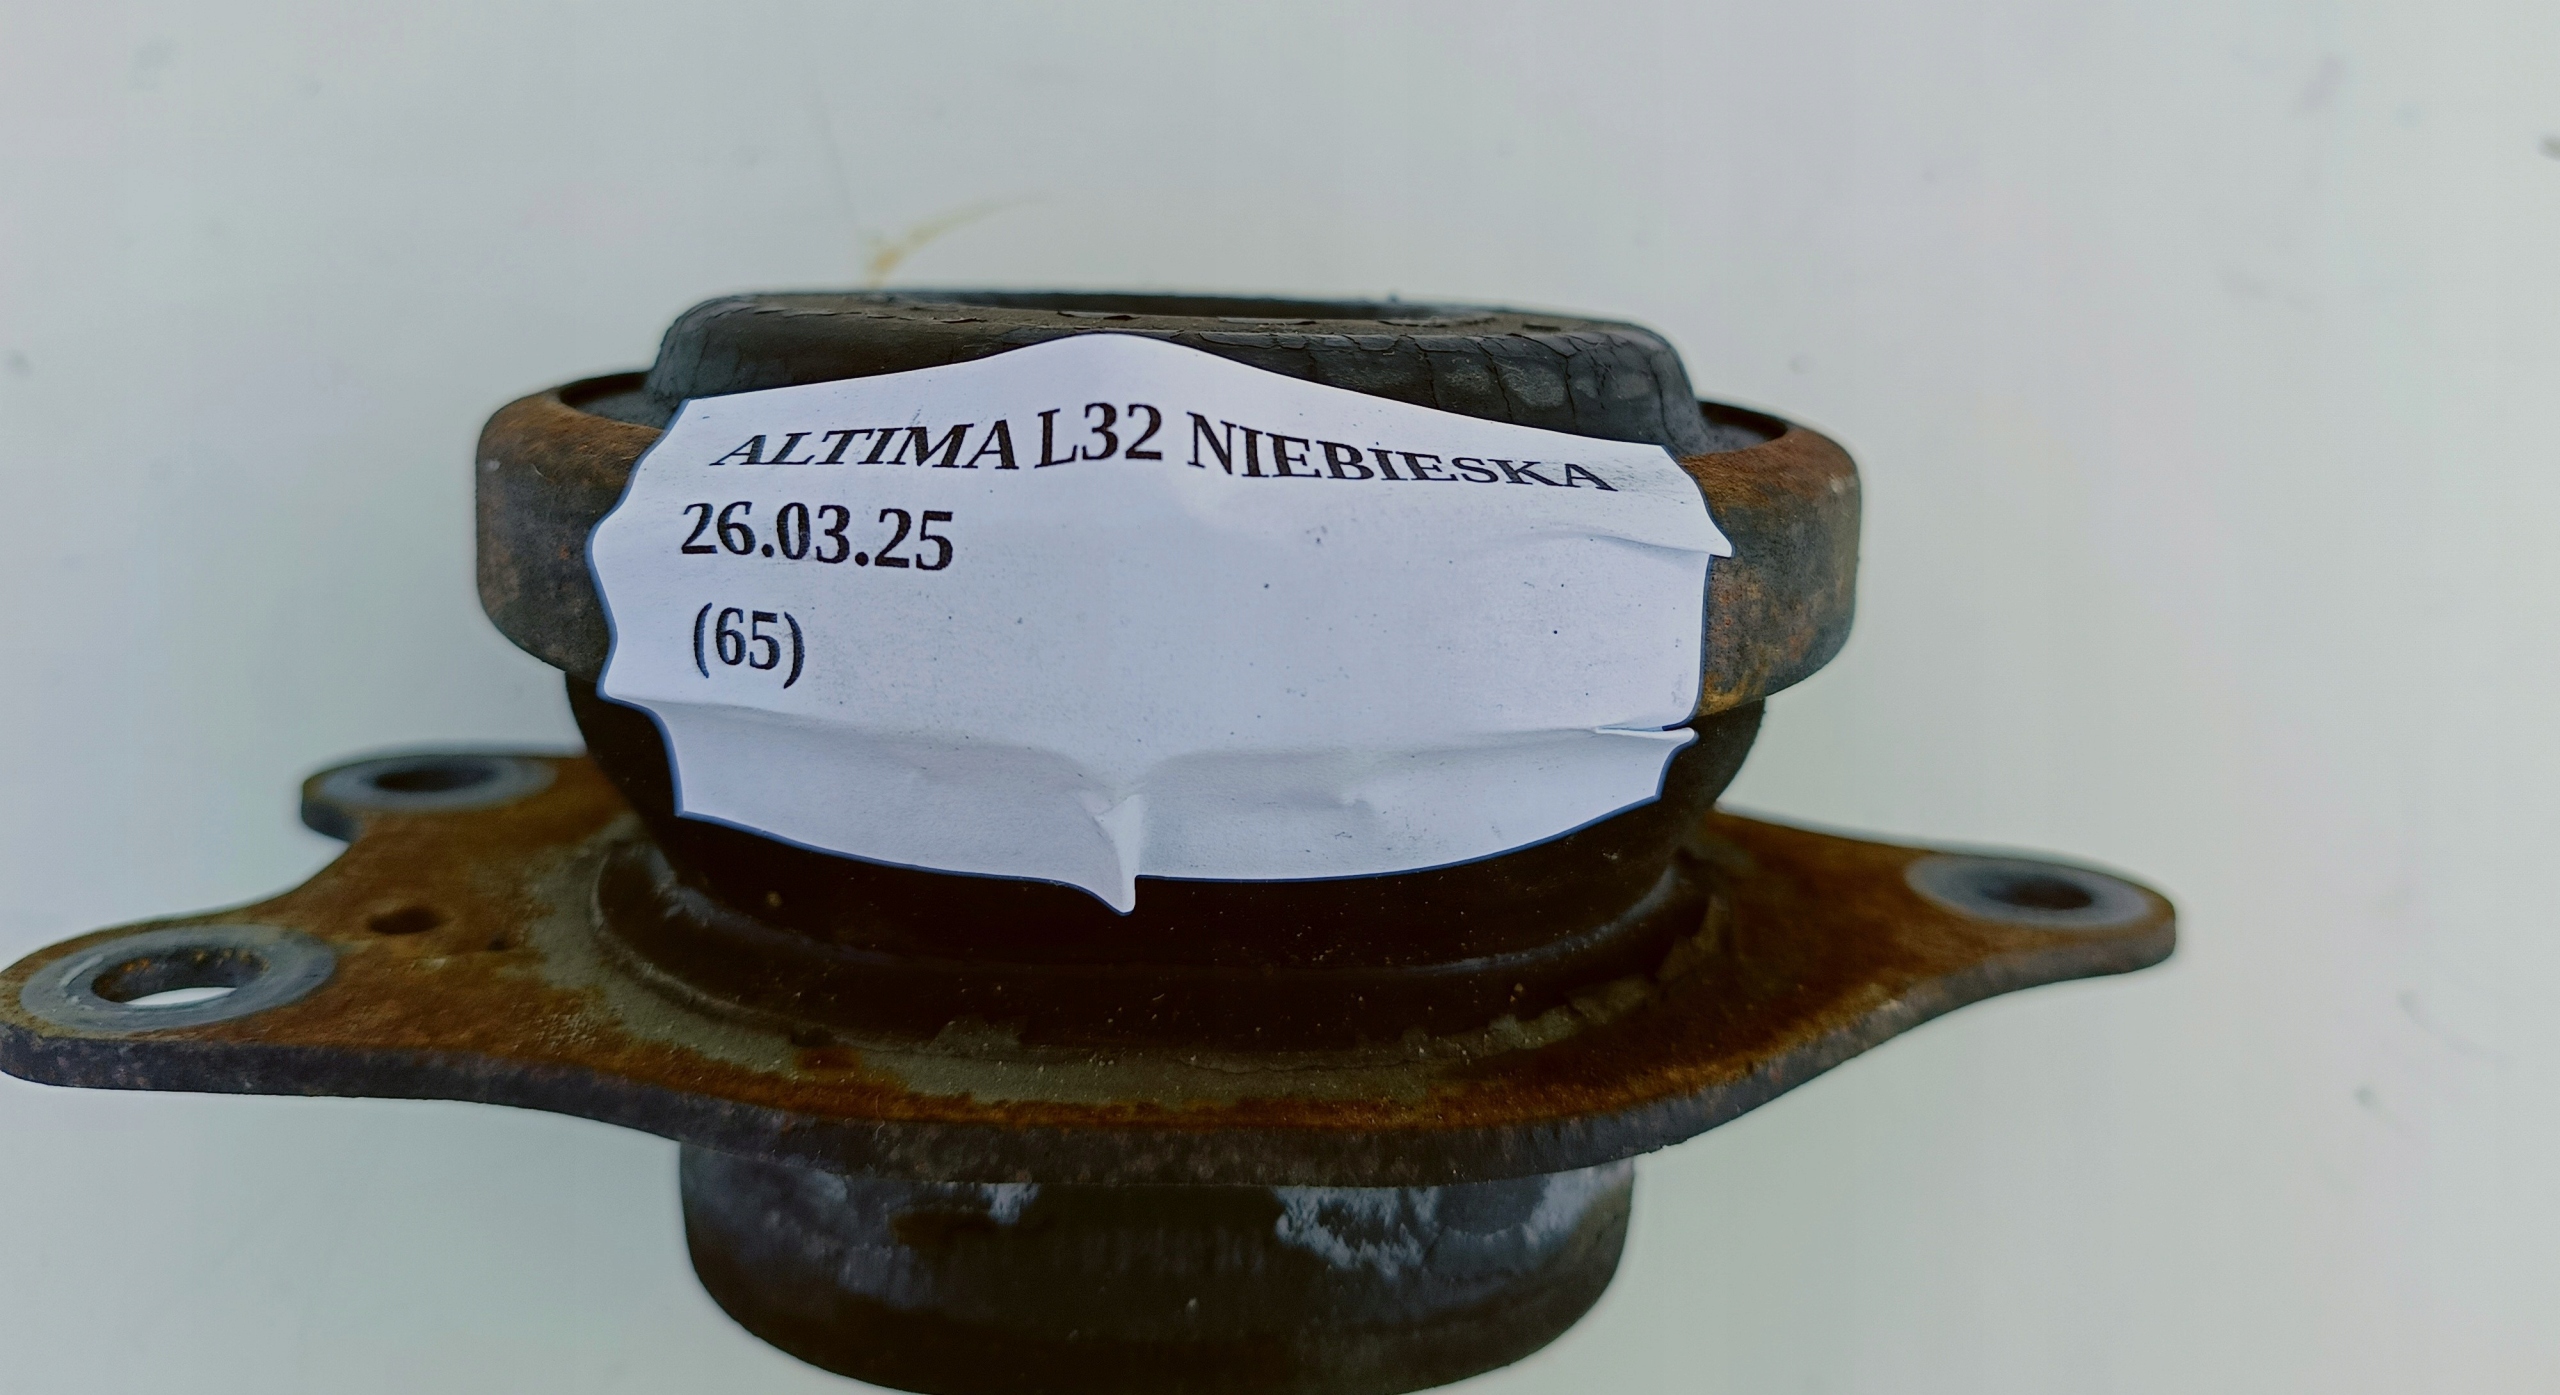 ALTIMA L32 NIEBIESKA
26.03.25
(65)